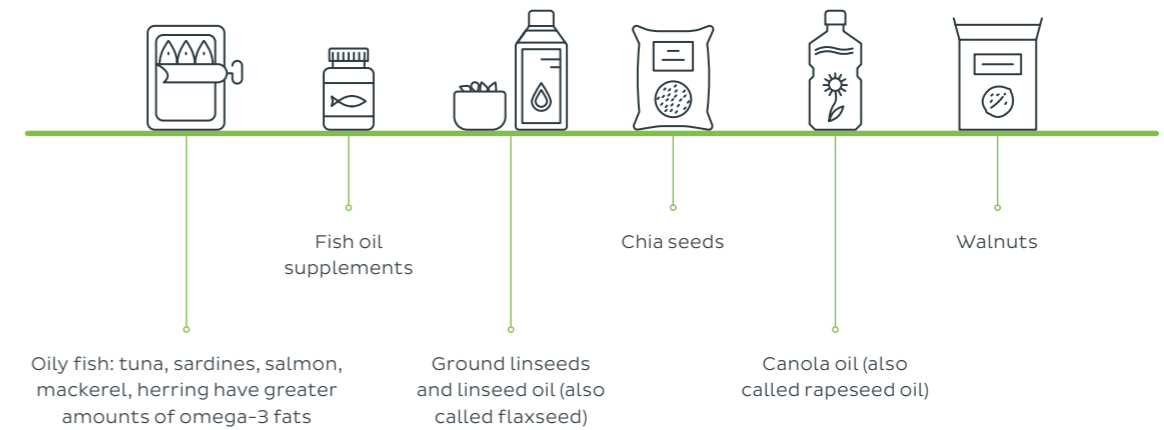 Fish oil
supplements
Chia seeds
Walnuts
Oily fish: tuna, sardines, salmon,
mackerel, herring have greater
amounts of omega-3 fats
Ground linseeds
and linseed oil (also
called flaxseed)
Canola oil (also
called rapeseed oil)